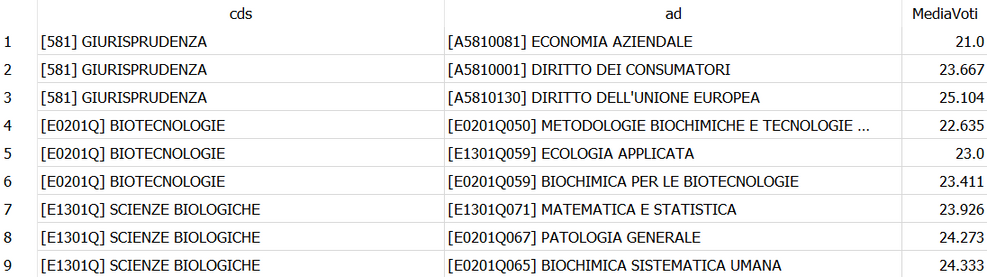 cds ad MediaVoti
1 [581] GIURISPRUDENZA [A5810081] ECONOMIA AZIENDALE 21.0
2 [581] GIURISPRUDENZA [A5810001] DIRITTO DEI CONSUMATORI 23.667
3 [581] GIURISPRUDENZA [A5810130] DIRITTO DELL'UNIONE EUROPEA 25.104
4 [E0201Q] BIOTECNOLOGIE [E0201Q050] METODOLOGIE BIOCHIMICHE E TECNOLOGIE ... 22.635
5 [E0201Q] BIOTECNOLOGIE [E1301Q059] ECOLOGIA APPLICATA 23.0
6 [E0201Q] BIOTECNOLOGIE [E0201Q059] BIOCHIMICA PER LE BIOTECNOLOGIE 23.411
7 [E1301Q] SCIENZE BIOLOGICHE [E1301Q071] MATEMATICA E STATISTICA 23.926
8 [E1301Q] SCIENZE BIOLOGICHE [E0201Q067] PATOLOGIA GENERALE 24.273
9 [E1301Q] SCIENZE BIOLOGICHE [E0201Q065] BIOCHIMICA SISTEMATICA UMANA 24.333